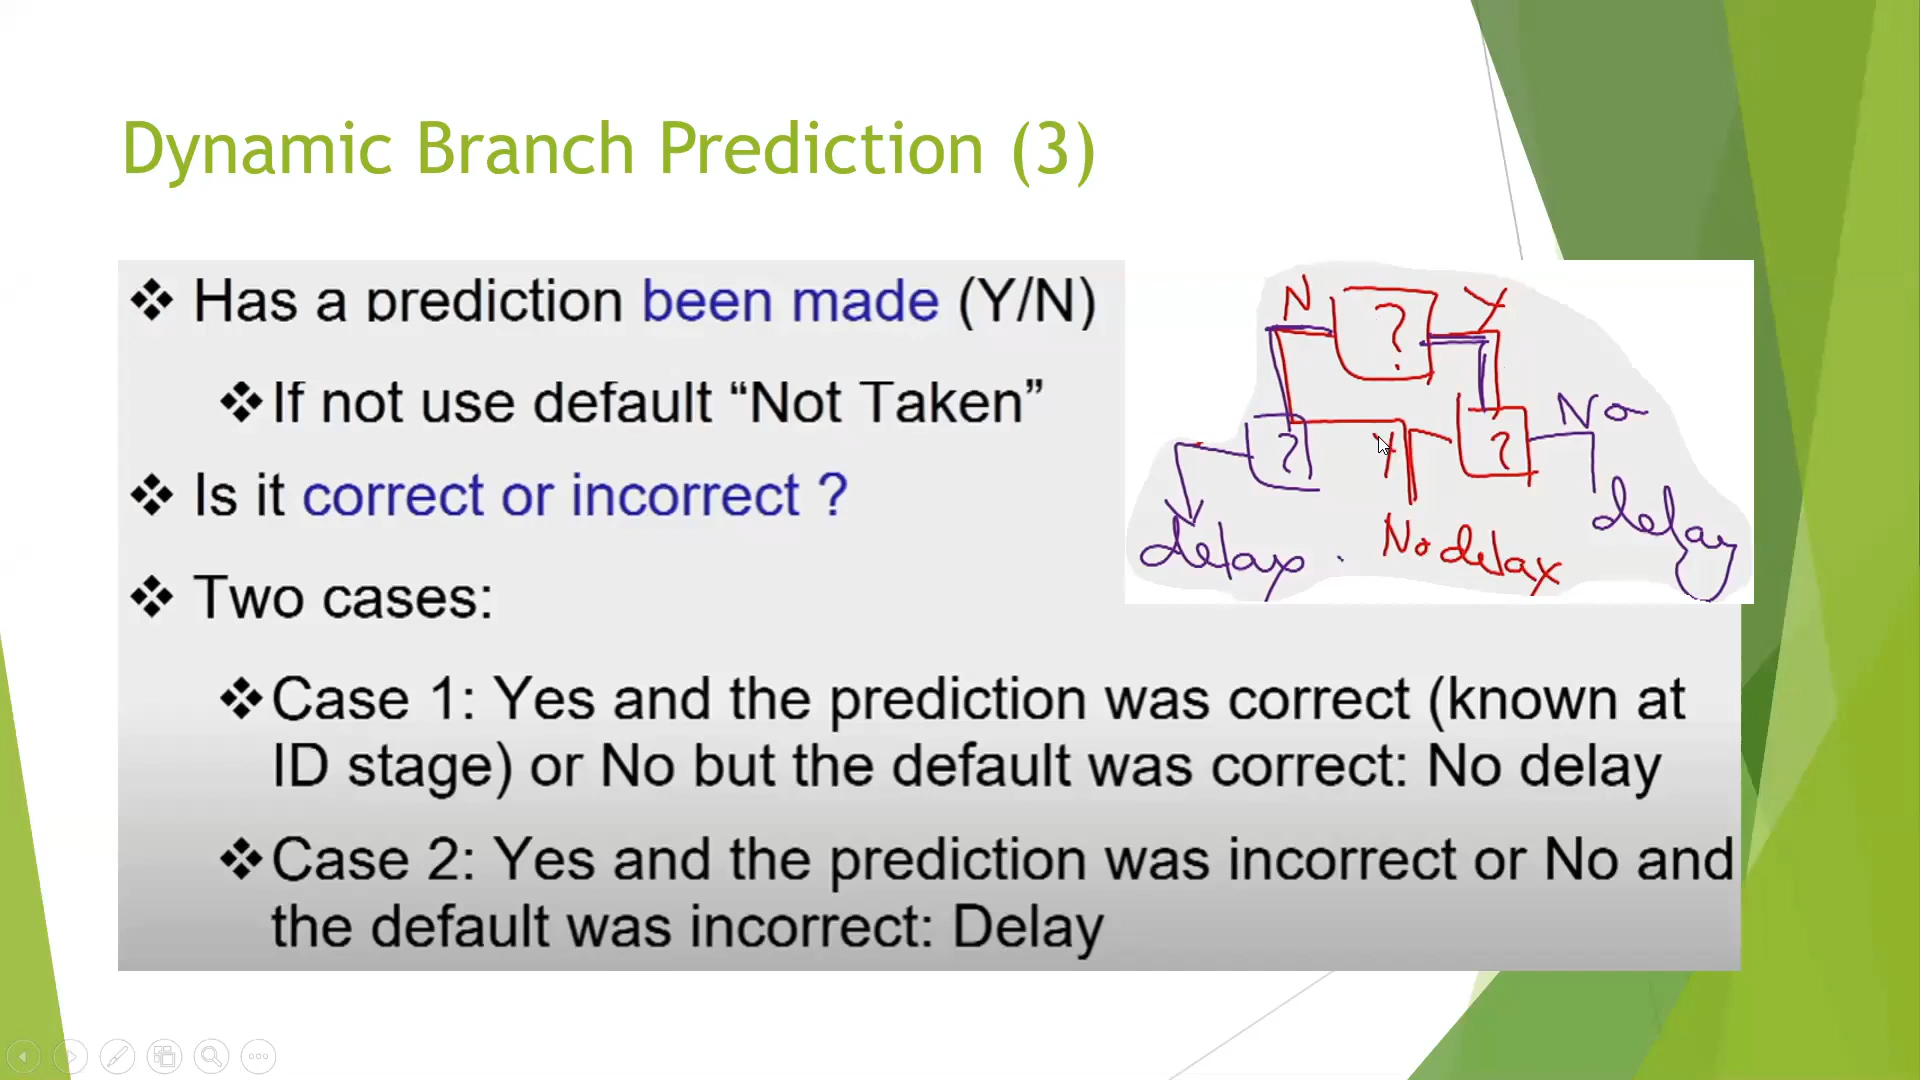 Dynamic Branch Prediction (3)
Has a prediction been made (Y/N)
If not use default “Not Taken”
Is it correct or incorrect ?
Two cases:
Case 1: Yes and the prediction was correct (known at
ID stage) or No but the default was correct: No delay
Case 2: Yes and the prediction was incorrect or No and
the default was incorrect: Delay
N ? Y
? Y ? No
delay No delay delay